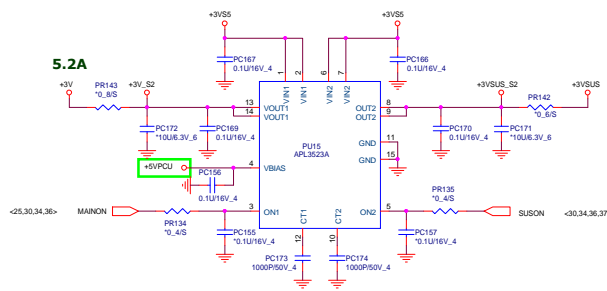 +3VS5
+3VS5
PC167
0.1U/16V_4
PC166
0.1U/16V_4
5.2A
1
2
6
7
VIN1
VIN1
VIN2
VIN2
+3V
PR143
*0_8/S
+3V_S2
+3VSUS_S2
PR142
*0_6/S
+3VSUS
13
14
VOUT1
VOUT1
OUT2
OUT2
8
9
PC172
*10U/6.3V_6
PC169
0.1U/16V_4
PC170
0.1U/16V_4
PC171
*10U/6.3V_6
PU15
APL3523A
GND
11
GND
15
+5VPCU
4
VBIAS
PC156
0.1U/16V_4
<25,30,34,36>
MAINON
PR134
*0_4/S
3
ON1
CT1
CT2
ON2
5
PR135
*0_4/S
SUSON
<30,34,36,37
12
10
PC155
*0.1U/16V_4
PC157
*0.1U/16V_4
PC173
1000P/50V_4
PC174
1000P/50V_4